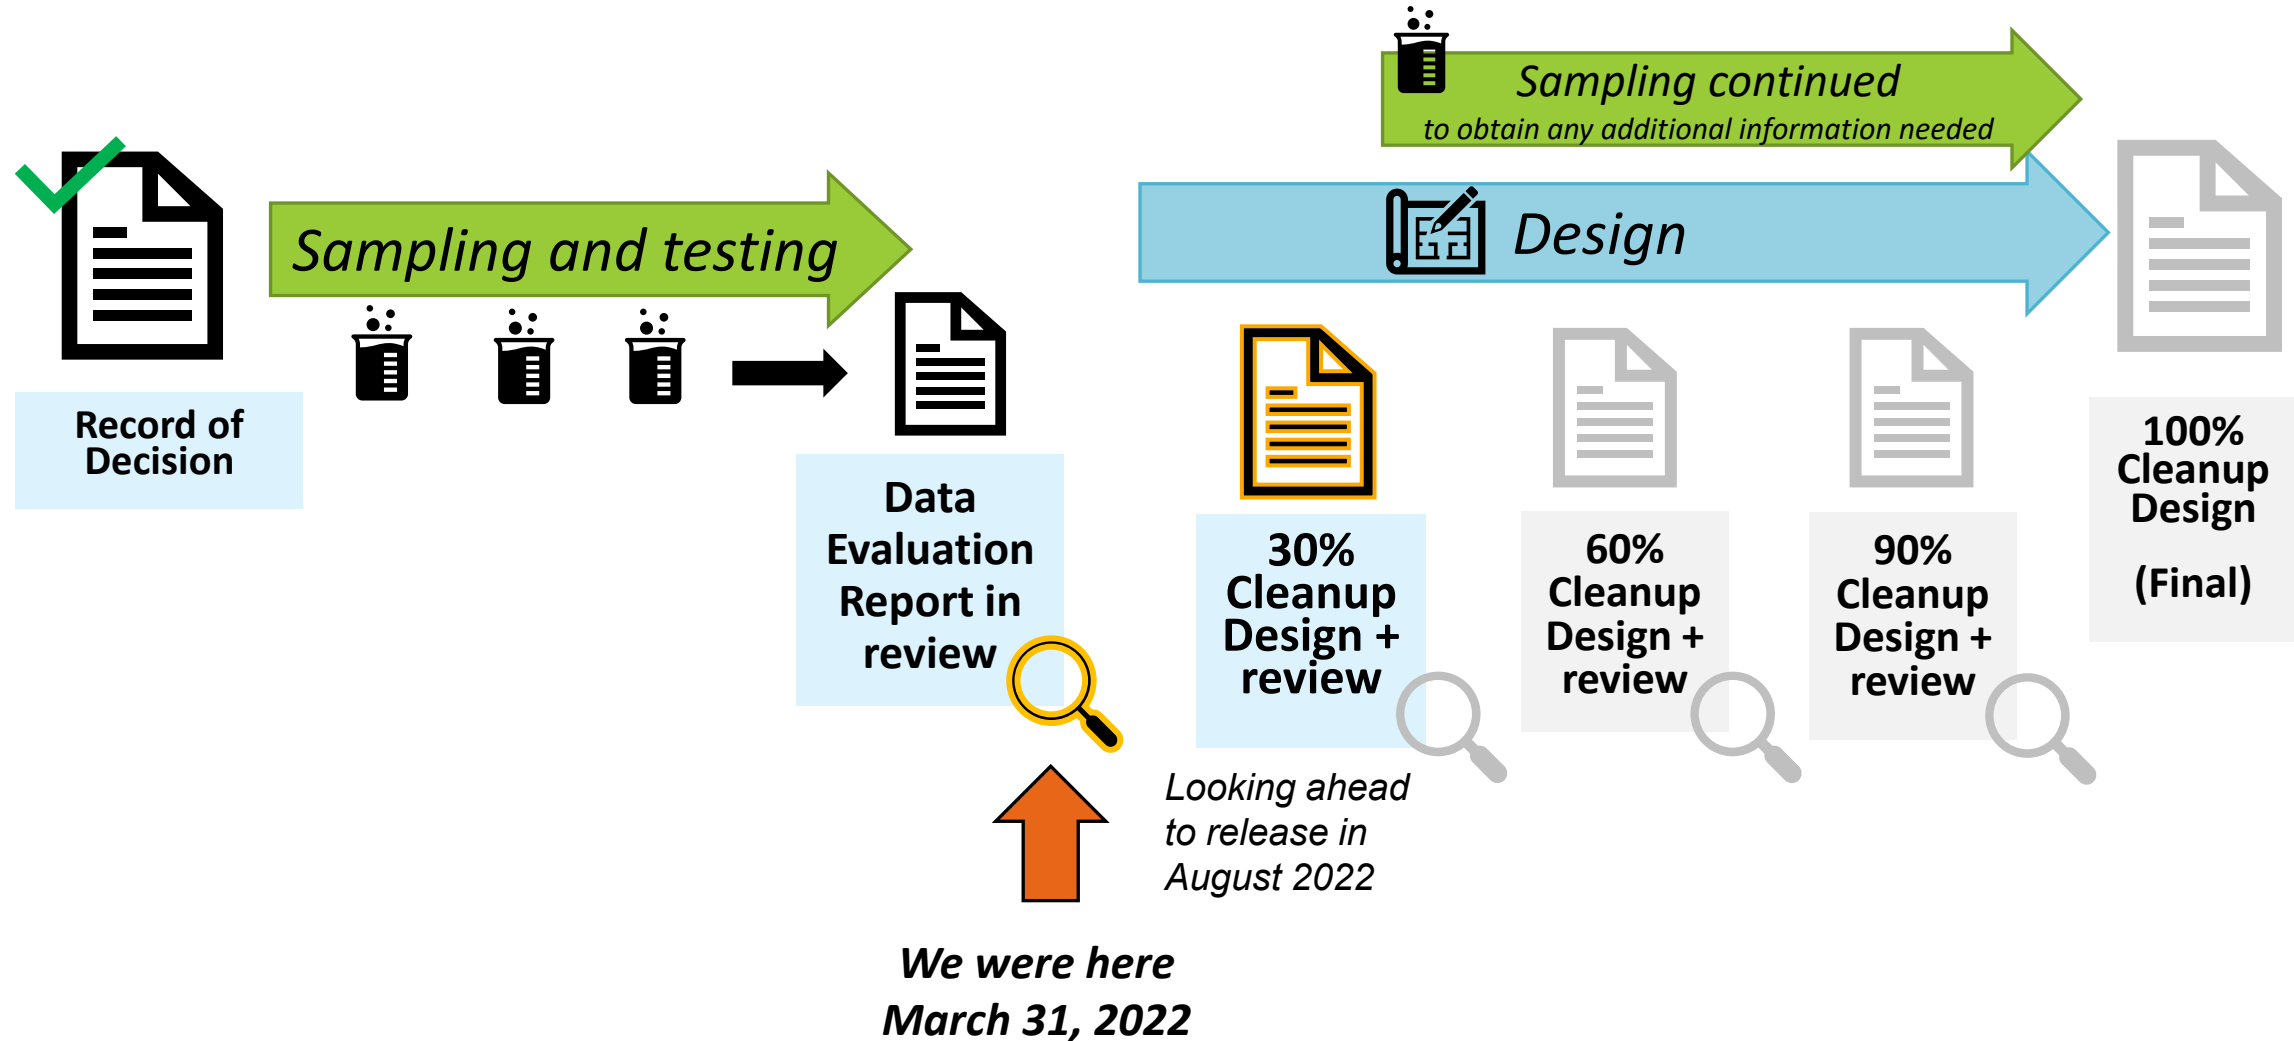 Sampling continued
to obtain any additional information needed
Sampling and testing
Design
Record of
Decision
Data
Evaluation
Report in
review
30%
Cleanup
Design +
review
60%
Cleanup
Design +
review
90%
Cleanup
Design +
review
100%
Cleanup
Design
(Final)
Looking ahead
to release in
August 2022
We were here
March 31, 2022